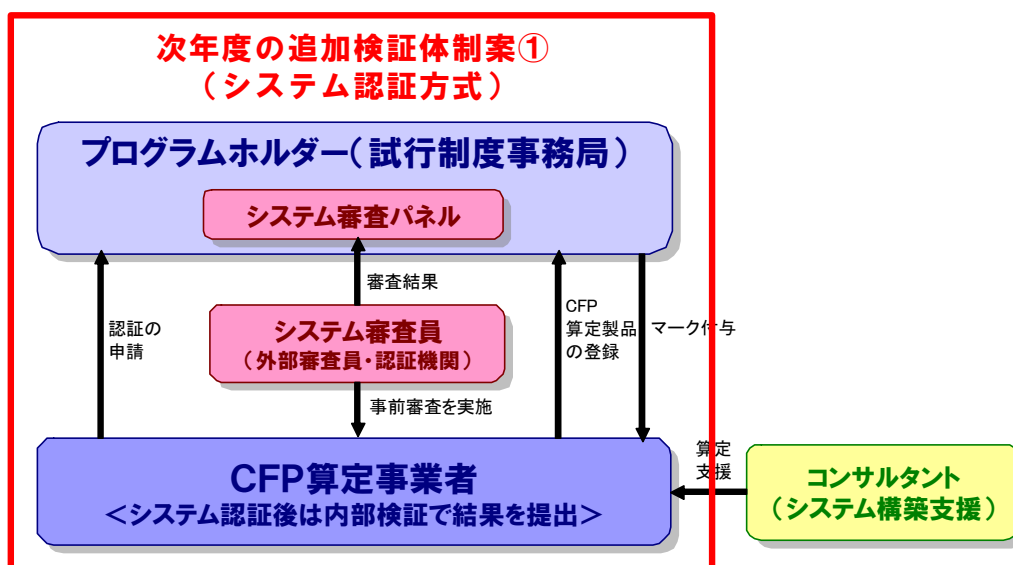 次年度の追加検証体制案①
(システム認証方式)
プログラムホルダー(試行制度事務局)
システム審査パネル
審査結果
認証の
申請
システム審査員
(外部審査員・認証機関)
CFP
算定製品
の登録
マーク付与
事前審査を実施
CFP算定事業者
<システム認証後は内部検証で結果を提出>
算定
支援
コンサルタント
(システム構築支援)